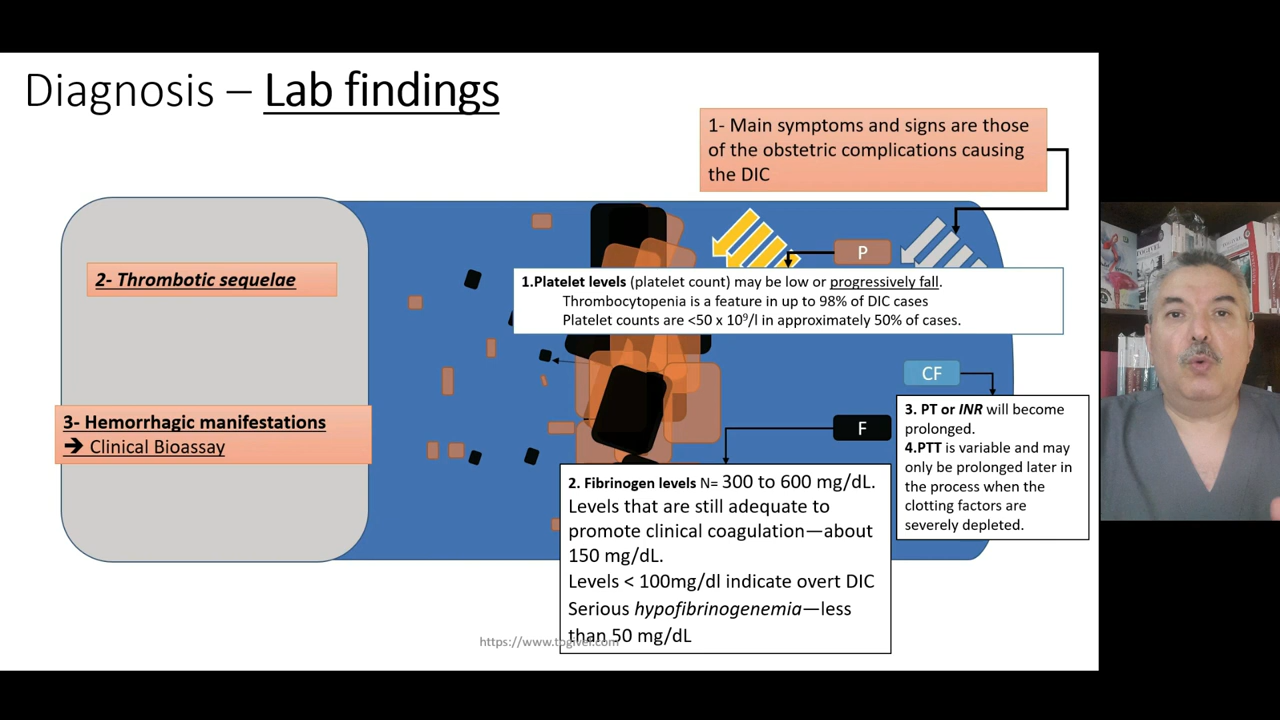 Diagnosis – Lab findings
1- Main symptoms and signs are those
of the obstetric complications causing
the DIC
2- Thrombotic sequelae
P
1.Platelet levels (platelet count) may be low or progressively fall.
Thrombocytopenia is a feature in up to 98% of DIC cases
Platelet counts are <50 x 10⁹/l in approximately 50% of cases.
CF
3. PT or INR will become
prolonged.
4.PTT is variable and may
only be prolonged later in
the process when the
clotting factors are
severely depleted.
3- Hemorrhagic manifestations
➔ Clinical Bioassay
F
2. Fibrinogen levels N= 300 to 600 mg/dL.
Levels that are still adequate to
promote clinical coagulation—about
150 mg/dL.
Levels < 100mg/dl indicate overt DIC
Serious hypofibrinogenemia—less
than 50 mg/dL
https://www.togivel.com